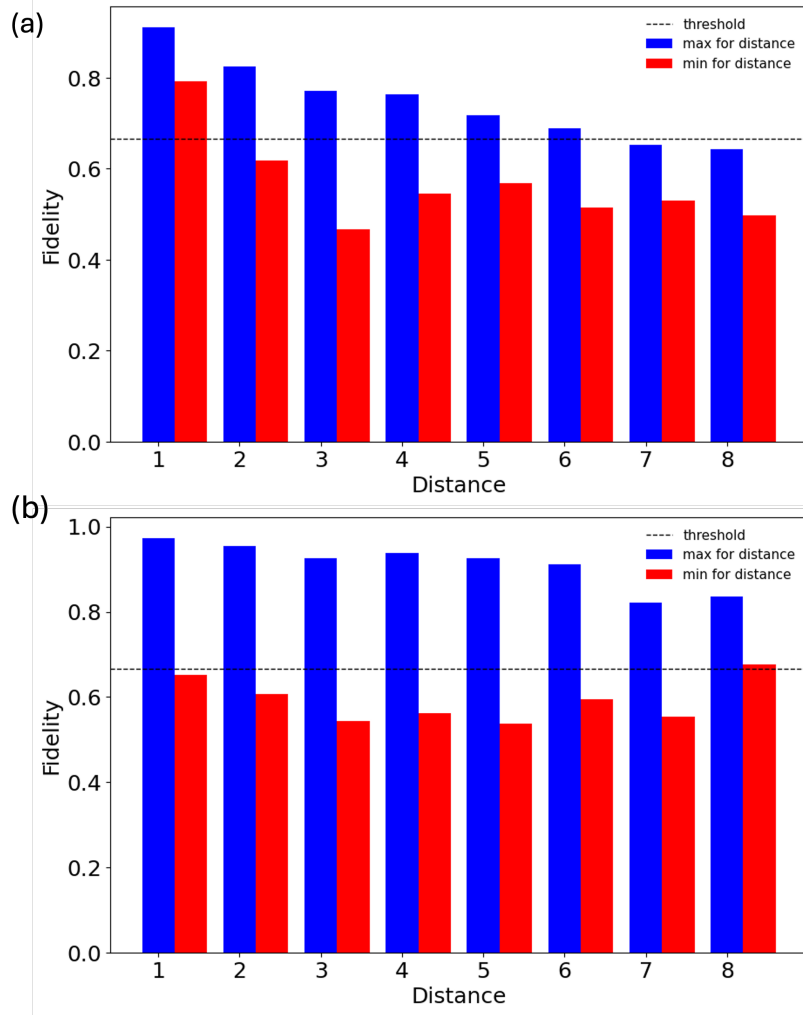 (a)
threshold
max for distance
min for distance
0.8
0.6
0.4
0.2
0.0
Fidelity
1 2 3 4 5 6 7 8
Distance
(b)
threshold
max for distance
min for distance
1.0
0.8
0.6
0.4
0.2
0.0
Fidelity
1 2 3 4 5 6 7 8
Distance